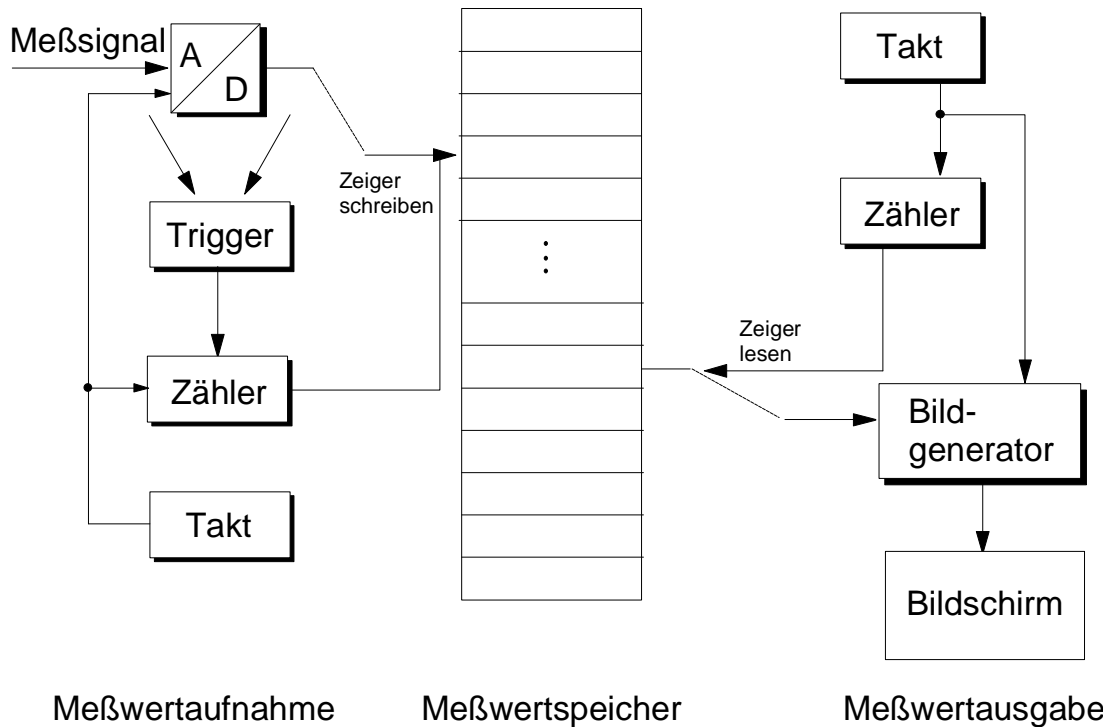 Meßsignal
A
D
Zeiger
schreiben
Trigger
Zähler
Takt
Takt
Zähler
Zeiger
lesen
Bild-
generator
Bildschirm
Meßwertaufnahme
Meßwertspeicher
Meßwertausgabe